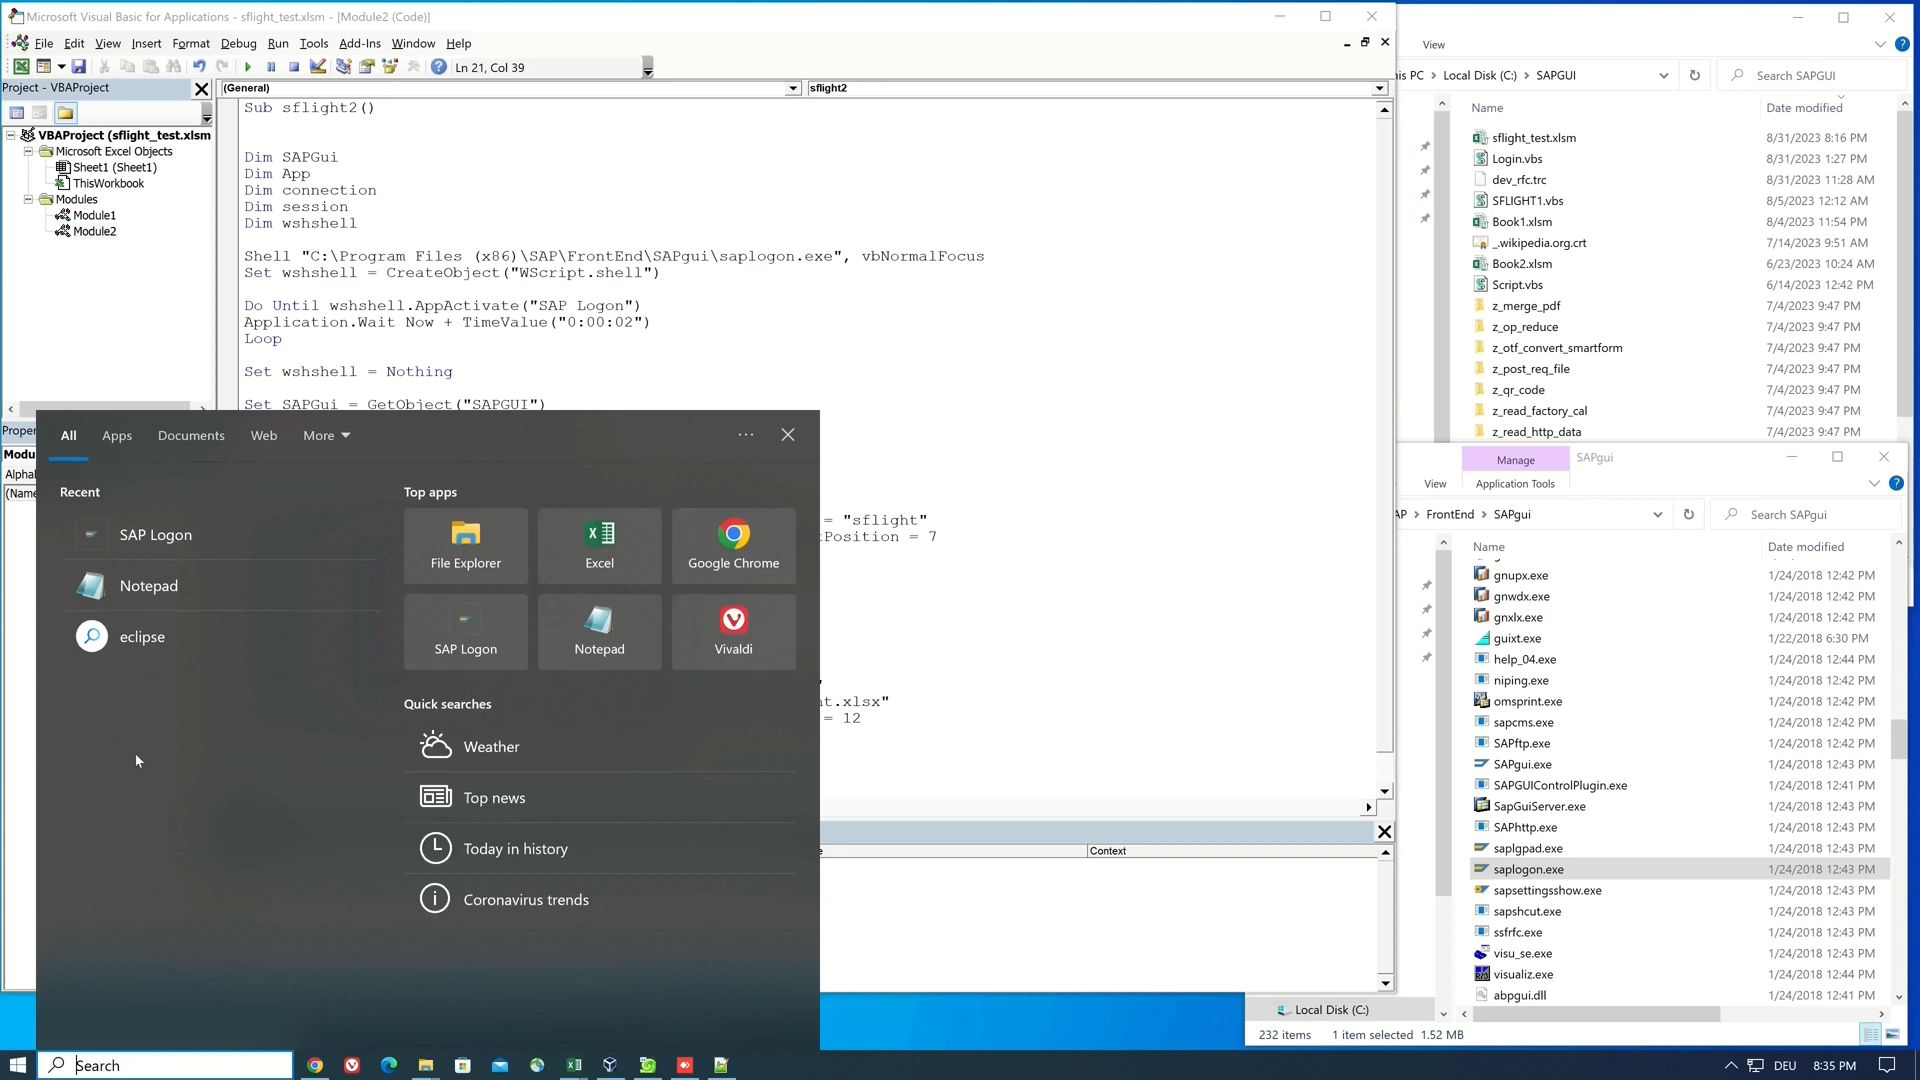 Microsoft Visual Basic for Applications - sflight_test.xlsm - [Module2 (Code)]
File Edit View Insert Format Debug Run Tools Add-Ins Window Help
Ln 21, Col 39
Project - VBAProject
VBAProject (sflight_test.xlsm
Microsoft Excel Objects
Sheet1 (Sheet1)
ThisWorkbook
Modules
Module1
Module2
(General)
sflight2
Sub sflight2()
Dim SAPGui
Dim App
Dim connection
Dim session
Dim wshshell
Shell "C:\Program Files (x86)\SAP\FrontEnd\SAPgui\saplogon.exe", vbNormalFocus
Set wshshell = CreateObject("WScript.shell")
Do Until wshshell.AppActivate("SAP Logon")
Application.Wait Now + TimeValue("0:00:02")
Loop
Set wshshell = Nothing
Set SAPGui = GetObject("SAPGUI")
= "sflight"
tPosition = 7
nt.xlsx"
= 12
Context
Proper
Modu
Alphal
(Name
All Apps Documents Web More
Recent
SAP Logon
Notepad
eclipse
Top apps
File Explorer
Excel
Google Chrome
SAP Logon
Notepad
Vivaldi
Quick searches
Weather
Top news
Today in history
Coronavirus trends
View
his PC > Local Disk (C:) > SAPGUI
Search SAPGUI
Name Date modified
sflight_test.xlsm 8/31/2023 8:16 PM
Login.vbs 8/31/2023 1:27 PM
dev_rfc.trc 8/31/2023 11:28 AM
SFLIGHT1.vbs 8/5/2023 12:12 AM
Book1.xlsm 8/4/2023 11:54 PM
_.wikipedia.org.crt 7/14/2023 9:51 AM
Book2.xlsm 6/23/2023 10:24 AM
Script.vbs 6/14/2023 12:42 PM
z_merge_pdf 7/4/2023 9:47 PM
z_op_reduce 7/4/2023 9:47 PM
z_otf_convert_smartform 7/4/2023 9:47 PM
z_post_req_file 7/4/2023 9:47 PM
z_qr_code 7/4/2023 9:47 PM
z_read_factory_cal 7/4/2023 9:47 PM
z_read_http_data 7/4/2023 9:47 PM
Manage
SAPgui
View
Application Tools
AP > FrontEnd > SAPgui
Search SAPgui
Name Date modified
gnupx.exe 1/24/2018 12:42 PM
gnwdx.exe 1/24/2018 12:42 PM
gnxlx.exe 1/24/2018 12:42 PM
guixt.exe 1/22/2018 6:30 PM
help_04.exe 1/24/2018 12:44 PM
niping.exe 1/24/2018 12:42 PM
omsprint.exe 1/24/2018 12:42 PM
sapcms.exe 1/24/2018 12:42 PM
SAPftp.exe 1/24/2018 12:42 PM
SAPgui.exe 1/24/2018 12:43 PM
SAPGUIControlPlugin.exe 1/24/2018 12:41 PM
SapGuiServer.exe 1/24/2018 12:43 PM
SAPhttp.exe 1/24/2018 12:43 PM
saplgpad.exe 1/24/2018 12:43 PM
saplogon.exe 1/24/2018 12:43 PM
sapsettingsshow.exe 1/24/2018 12:43 PM
sapshcut.exe 1/24/2018 12:43 PM
ssfrfc.exe 1/24/2018 12:43 PM
visu_se.exe 1/24/2018 12:43 PM
visualiz.exe 1/24/2018 12:44 PM
abpgui.dll 1/24/2018 12:41 PM
Local Disk (C:)
232 items 1 item selected 1.52 MB
Search
DEU 8:35 PM